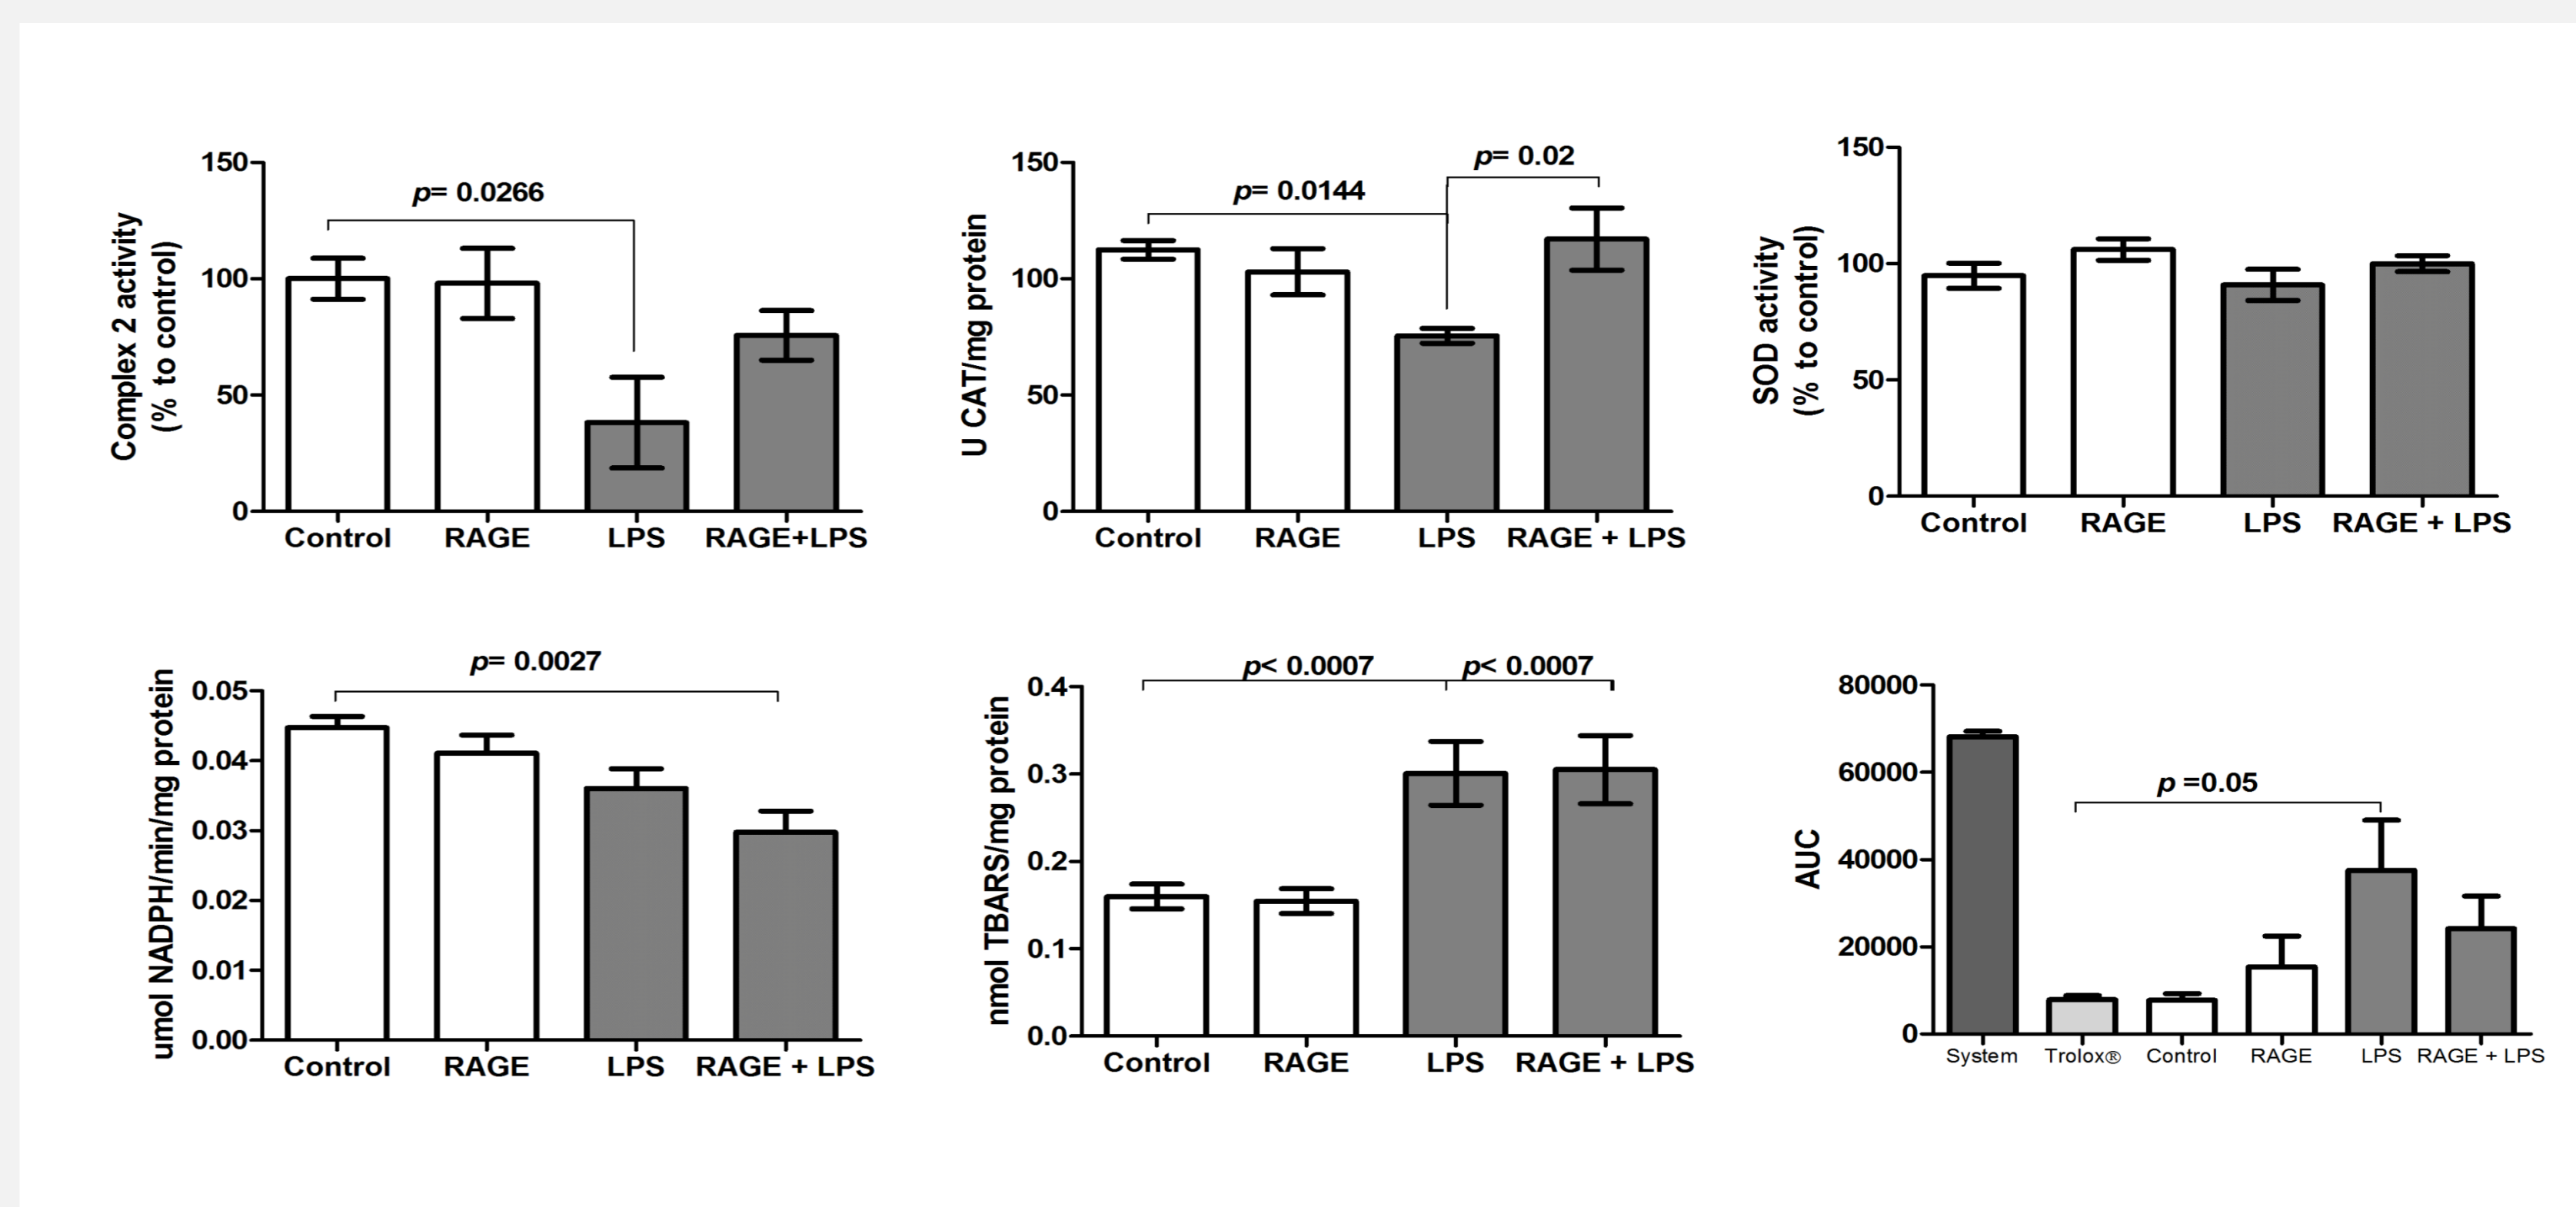 Complex 2 activity
(% to control)
150
100
50
0
p= 0.0266
Control RAGE LPS RAGE+LPS
U CAT/mg protein
150
100
50
0
p= 0.0144
p= 0.02
Control RAGE LPS RAGE + LPS
SOD activity
(% to control)
150
100
50
0
Control RAGE LPS RAGE + LPS
umol NADPH/min/mg protein
0.05
0.04
0.03
0.02
0.01
0.00
p= 0.0027
Control RAGE LPS RAGE + LPS
nmol TBARS/mg protein
0.4
0.3
0.2
0.1
0.0
p< 0.0007 p< 0.0007
Control RAGE LPS RAGE + LPS
AUC
80000
60000
40000
20000
0
p =0.05
System Trolox® Control RAGE LPS RAGE + LPS